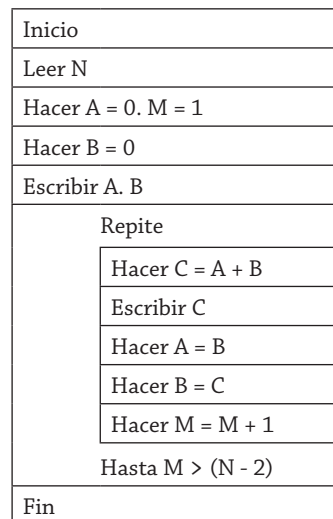 Inicio
Leer N
Hacer A = 0. M = 1
Hacer B = 0
Escribir A. B
Repite
Hacer C = A + B
Escribir C
Hacer A = B
Hacer B = C
Hacer M = M + 1
Hasta M > (N - 2)
Fin